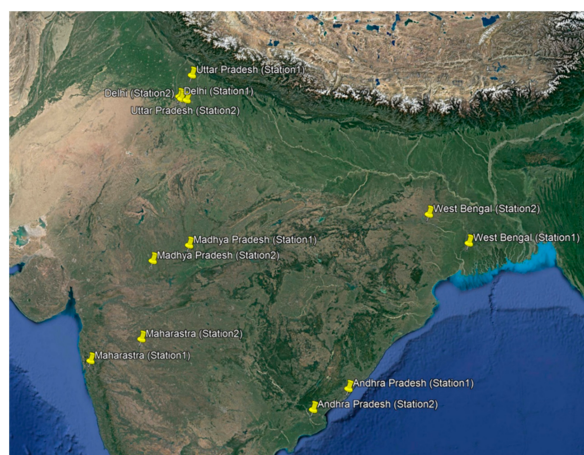 Uttar Pradesh (Station1)
Delhi (Station2)
Delhi (Station1)
Uttar Pradesh (Station2)
West Bengal (Station2)
West Bengal (Station1)
Madhya Pradesh (Station1)
Madhya Pradesh (Station2)
Maharastra (Station2)
Maharastra (Station1)
Andhra Pradesh (Station1)
Andhra Pradesh (Station2)